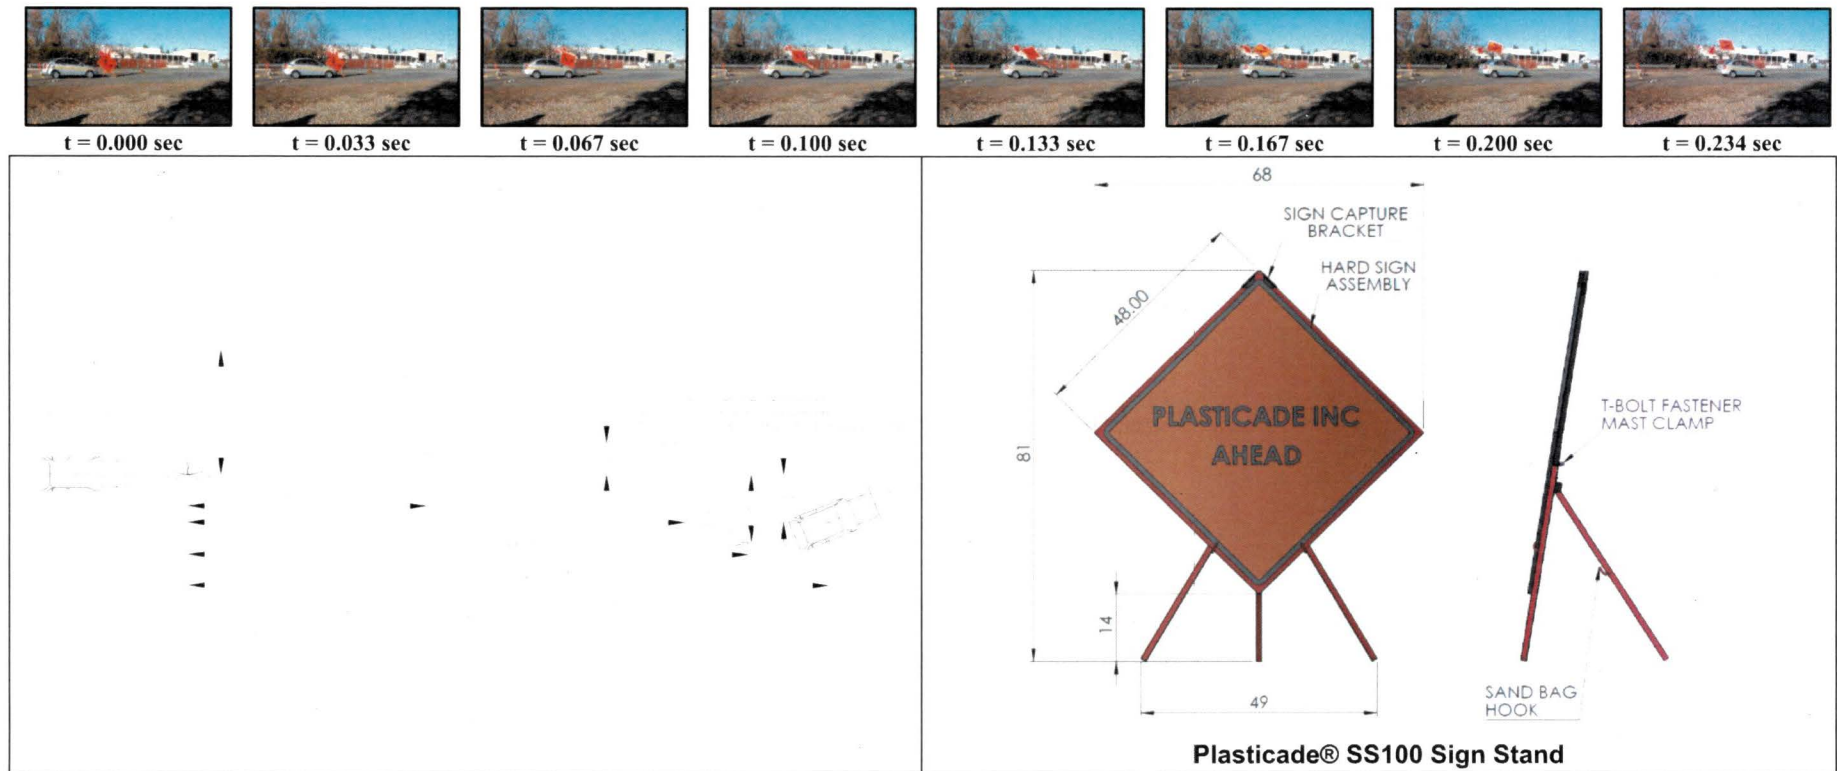 t = 0.000 sec
t = 0.033 sec
t = 0.067 sec
t = 0.100 sec
t = 0.133 sec
t = 0.167 sec
t = 0.200 sec
t = 0.234 sec
68
SIGN CAPTURE
BRACKET
HARD SIGN
ASSEMBLY
48.00
T-BOLT FASTENER
MAST CLAMP
PLASTICADE INC
AHEAD
81
14
49
SAND BAG
HOOK
Plasticade® SS100 Sign Stand